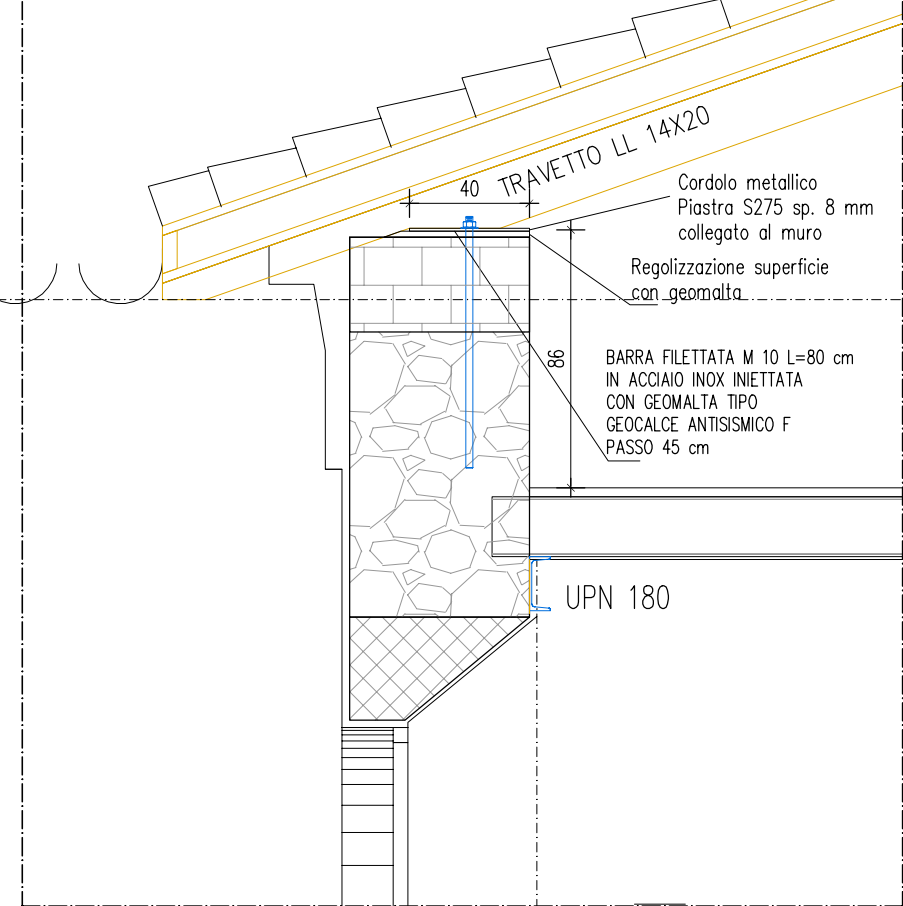 TRAVETTO LL 14X20
40
Cordolo metallico
Piastra S275 sp. 8 mm
collegato al muro
Regolizzazione superficie
con geomalta
86
BARRA FILETTATA M 10 L=80 cm
IN ACCIAIO INOX INIETTATA
CON GEOMALTA TIPO
GEOCALCE ANTISISMICO F
PASSO 45 cm
UPN 180